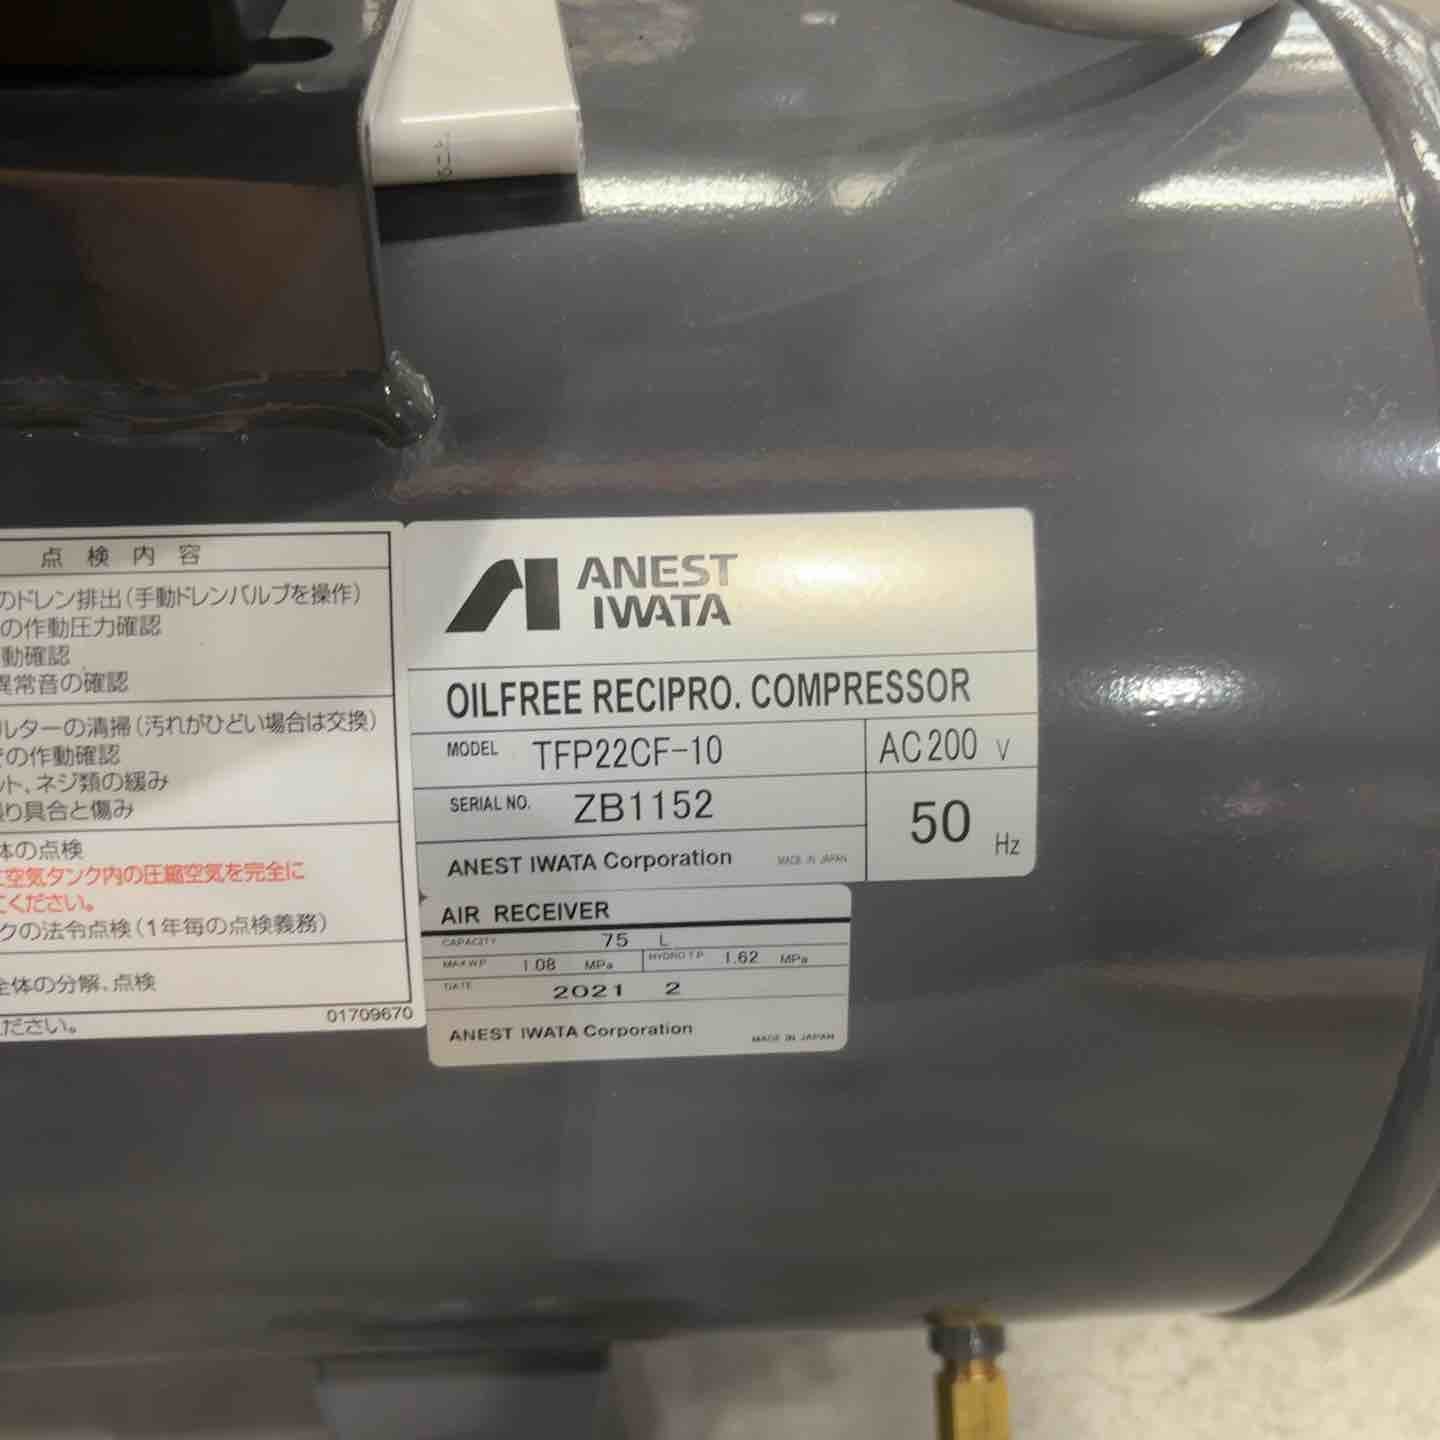 点検内容
のドレン排出(手動ドレンバルブを操作)
の作動圧力確認
動確認
異常音の確認
ルターの清掃(汚れがひどい場合は交換)
の作動確認
ット、ネジ類の緩み
り具合と傷み
体の点検
空気タンク内の圧縮空気を完全に
ください。
クの法令点検(1年毎の点検義務)
全体の分解、点検
ださい。
01709670
ANEST
IWATA
OILFREE RECIPRO. COMPRESSOR
MODEL TFP22CF-10
AC200 V
SERIAL NO. ZB1152
50 Hz
ANEST IWATA Corporation MADE IN JAPAN
AIR RECEIVER
CAPACITY 75 L
MAX W.P 1.08 MPa HYDRO T.P 1.62 MPa
DATE 2021 2
ANEST IWATA Corporation MADE IN JAPAN